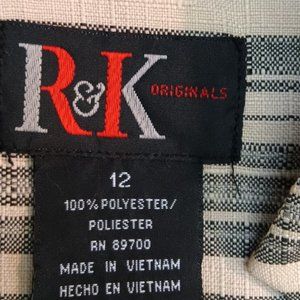 R&K ORIGINALS
12
100% POLYESTER/
POLIESTER
RN 89700
MADE IN VIETNAM
HECHO EN VIETNAM